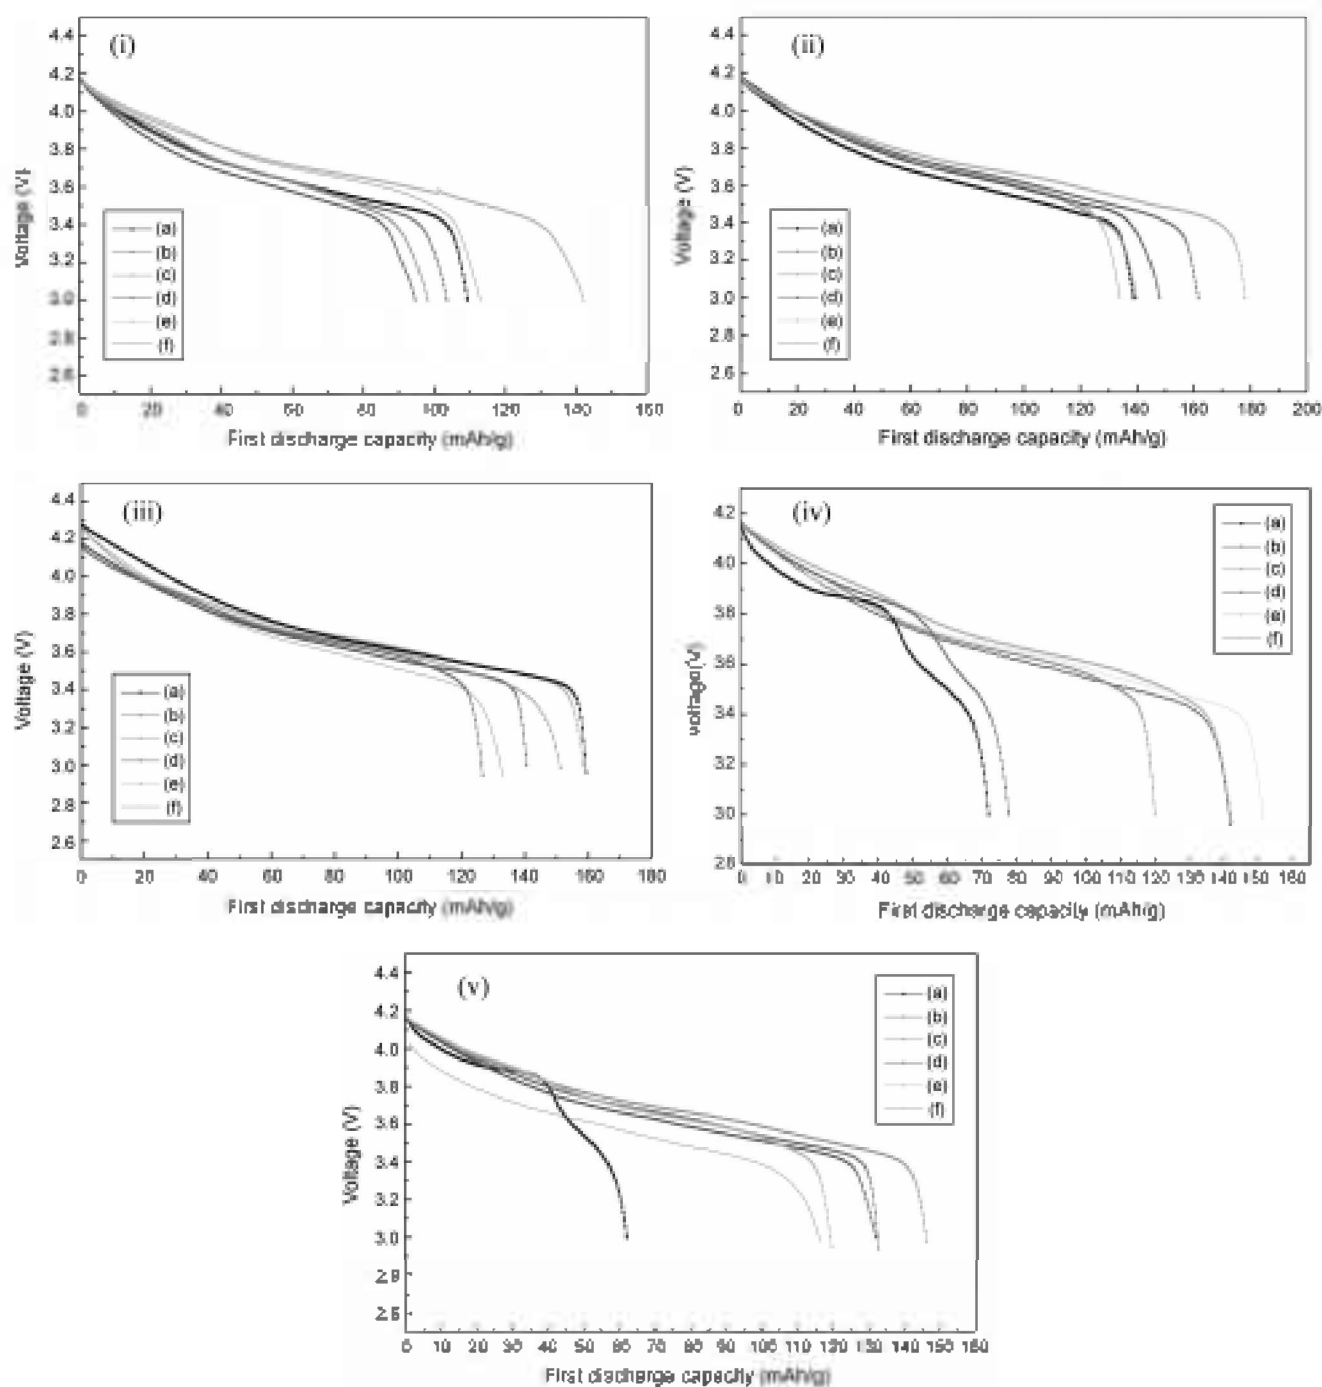 (i)
4.4
4.2
4.0
3.8
3.6
3.4
3.2
3.0
2.8
2.6
Voltage (V)
(a)
(b)
(c)
(d)
(e)
(f)
0 20 40 60 80 100 120 140 160
First discharge capacity (mAh/g)
(ii)
4.4
4.2
4.0
3.8
3.6
3.4
3.2
3.0
2.8
2.6
Voltage (V)
(a)
(b)
(c)
(d)
(e)
(f)
0 20 40 60 80 100 120 140 160 180 200
First discharge capacity (mAh/g)
(iii)
4.4
4.2
4.0
3.8
3.6
3.4
3.2
3.0
2.8
2.6
Voltage (V)
(a)
(b)
(c)
(d)
(e)
(f)
0 20 40 60 80 100 120 140 160 180
First discharge capacity (mAh/g)
(iv)
4.2
4.0
3.8
3.6
3.4
3.2
3.0
2.8
voltage(V)
(a)
(b)
(c)
(d)
(e)
(f)
0 10 20 30 40 50 60 70 80 90 100 110 120 130 140 150 160
First discharge capacity (mAh/g)
(v)
4.4
4.2
4.0
3.8
3.6
3.4
3.2
3.0
2.8
2.6
Voltage (V)
(a)
(b)
(c)
(d)
(e)
(f)
0 10 20 30 40 50 60 70 80 90 100 110 120 130 140 150 160
First discharge capacity (mAh/g)